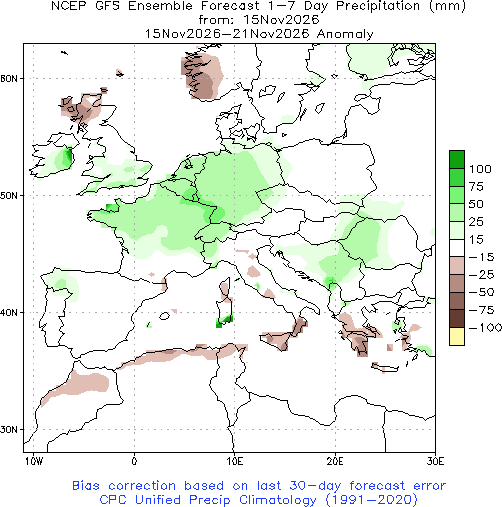 NCEP GFS Ensemble Forecast 1-7 Day Precipitation (mm)
from: 15Nov2026
15Nov2026-21Nov2026 Anomaly
60N
50N
40N
30N
10W
0
10E
20E
30E
100
75
50
25
15
-15
-25
-50
-75
-100
Bias correction based on last 30-day forecast error
CPC Unified Precip Climatology (1991-2020)